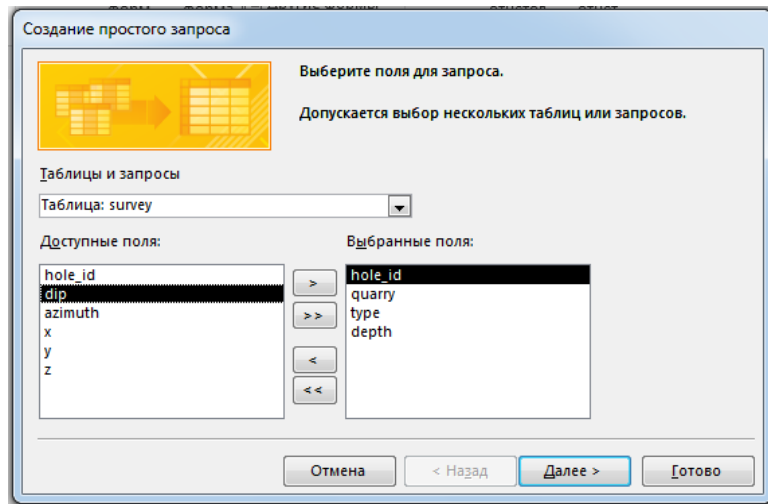 Создание простого запроса
Выберите поля для запроса.
Допускается выбор нескольких таблиц или запросов.
Таблицы и запросы
Таблица: survey
Доступные поля:
Выбранные поля:
hole_id
dip
azimuth
x
y
z
>
>>
<
<<
hole_id
quarry
type
depth
Отмена
< Назад
Далее >
Готово